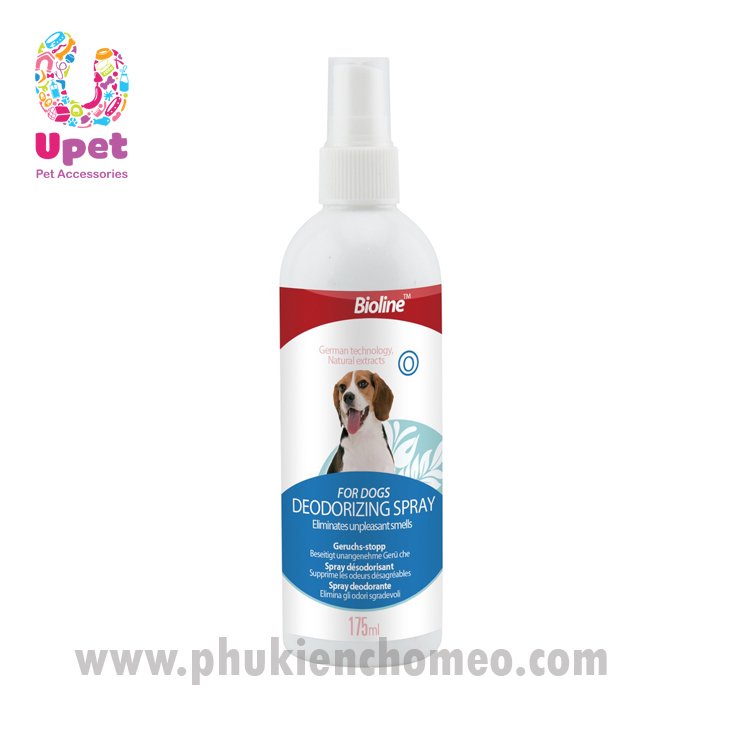 Upet
Pet Accessories
Bioline™
German technology,
Natural extracts
O
FOR DOGS
DEODORIZING SPRAY
Eliminates unpleasant smells
Geruchs-stopp
Beseitigt unangenehme Gerü che
Spray désodorisant
Supprime les odeurs désagréables
Spray deodorante
Elimina gli odori sgradevoli
175ml
www.phukienchomeo.com